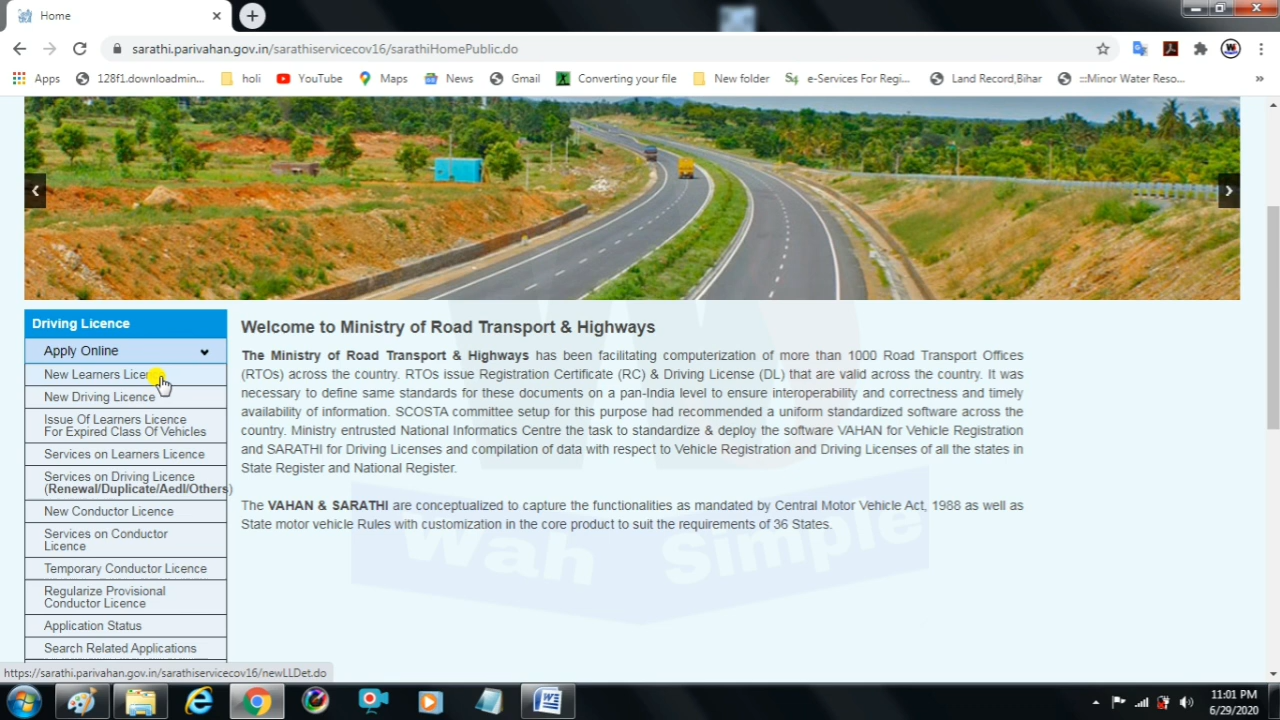 Home
sarathi.parivahan.gov.in/sarathiservicecov16/sarathiHomePublic.do
Apps 128f1.downloadmin... holi YouTube Maps News Gmail Converting your file New folder e-Services For Regi... Land Record,Bihar :::Minor Water Reso... »
Driving Licence
Apply Online
New Learners Licen
New Driving Licence
Issue Of Learners Licence
For Expired Class Of Vehicles
Services on Learners Licence
Services on Driving Licence
(Renewal/Duplicate/Aedl/Others)
New Conductor Licence
Services on Conductor
Licence
Temporary Conductor Licence
Regularize Provisional
Conductor Licence
Application Status
Search Related Applications
Welcome to Ministry of Road Transport & Highways
The Ministry of Road Transport & Highways has been facilitating computerization of more than 1000 Road Transport Offices
(RTOs) across the country. RTOs issue Registration Certificate (RC) & Driving License (DL) that are valid across the country. It was
necessary to define same standards for these documents on a pan-India level to ensure interoperability and correctness and timely
availability of information. SCOSTA committee setup for this purpose had recommended a uniform standardized software across the
country. Ministry entrusted National Informatics Centre the task to standardize & deploy the software VAHAN for Vehicle Registration
and SARATHI for Driving Licenses and compilation of data with respect to Vehicle Registration and Driving Licenses of all the states in
State Register and National Register.
The VAHAN & SARATHI are conceptualized to capture the functionalities as mandated by Central Motor Vehicle Act, 1988 as well as
State motor vehicle Rules with customization in the core product to suit the requirements of 36 States.
Wah Simple
https://sarathi.parivahan.gov.in/sarathiservicecov16/newLLDet.do
11:01 PM
6/29/2020